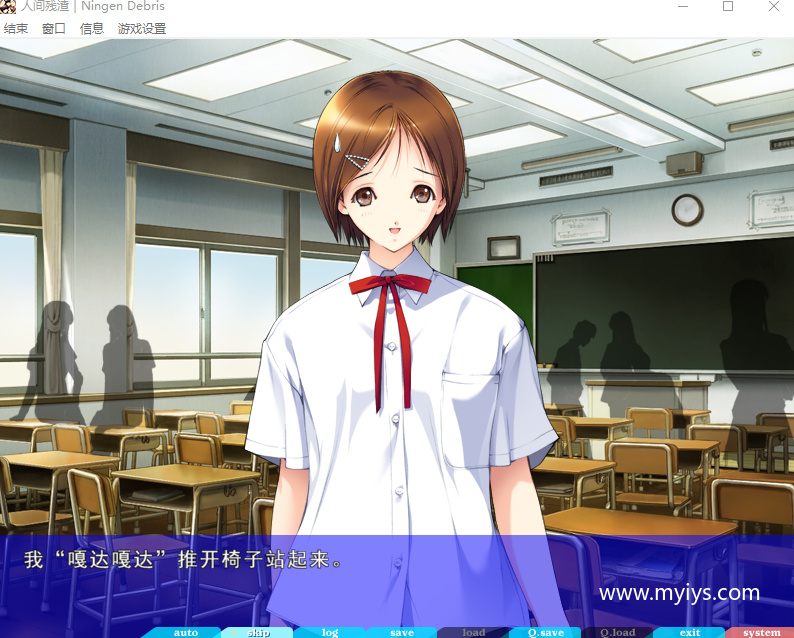 人间残渣 | Ningen Debris
结束 窗口 信息 游戏设置
我“嘎达嘎达”推开椅子站起来。
www.myiys.com
auto skip log save load Q.save Q.load exit system